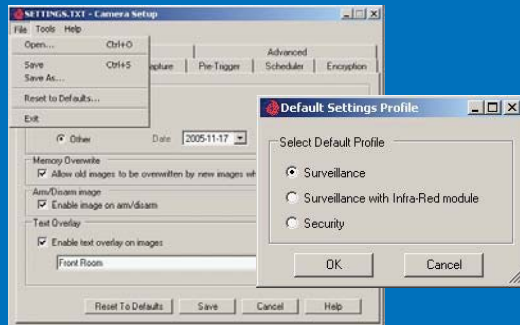 SETTINGS.TXT - Camera Setup
File Tools Help
Open... Ctrl+O
Save Ctrl+S
Save As...
Reset to Defaults...
Exit
Advanced
Pre-Trigger Scheduler Encryption
Other Date 2005-11-17
Memory Overwrite
Allow old images to be overwritten by new images
Arm/Disarm image
Enable image on arm/disarm
Text Overlay
Enable text overlay on images
Front Room
Reset To Defaults Save Cancel Help
Default Settings Profile
Select Default Profile
Surveillance
Surveillance with Infra-Red module
Security
OK Cancel